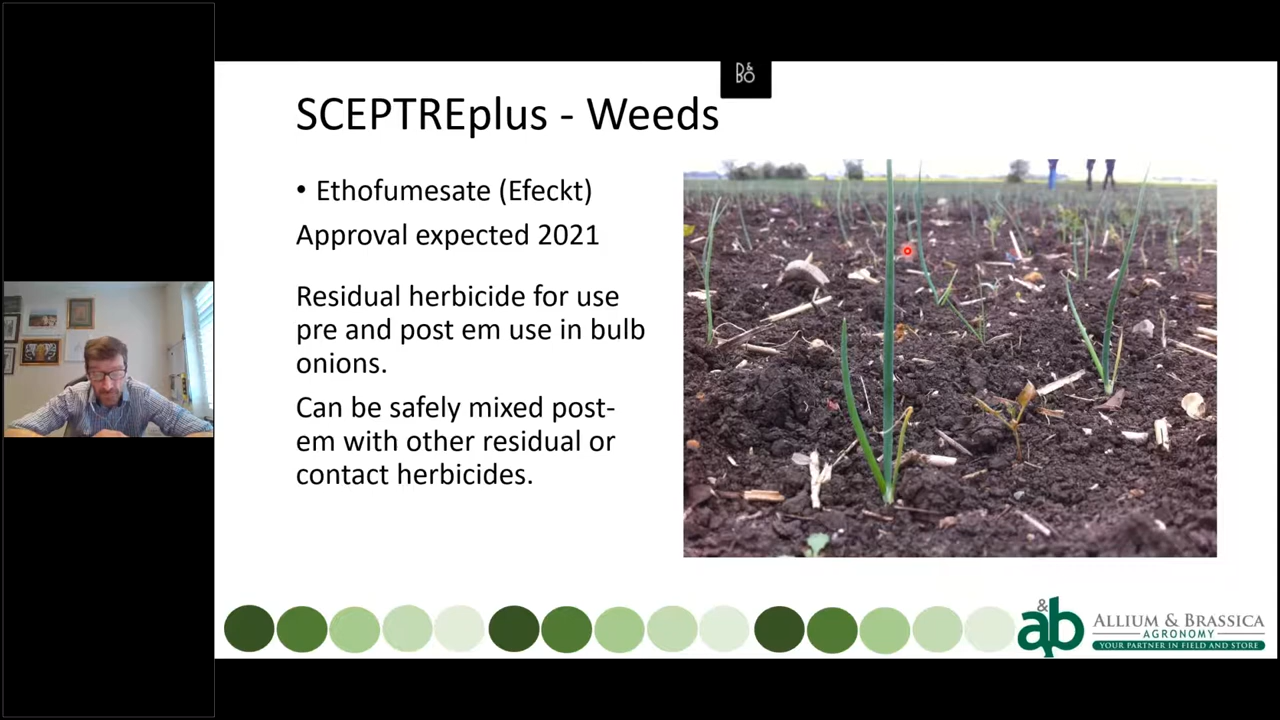 B&O
SCEPTREplus - Weeds
• Ethofumesate (Efeckt)
Approval expected 2021
Residual herbicide for use
pre and post em use in bulb
onions.
Can be safely mixed post-
em with other residual or
contact herbicides.
a&b
ALLIUM & BRASSICA
AGRONOMY
YOUR PARTNER IN FIELD AND STORE